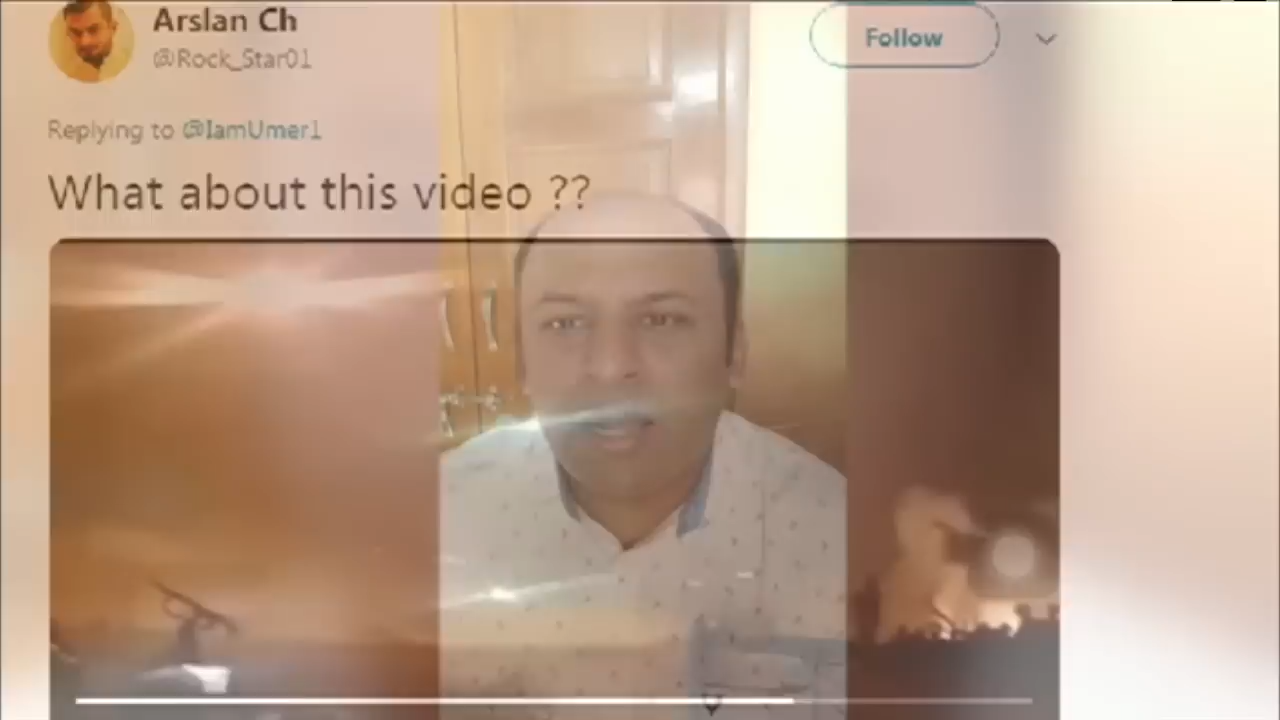 Arslan Ch
@Rock_Star01
Follow
Replying to @IamUmer1
What about this video ??